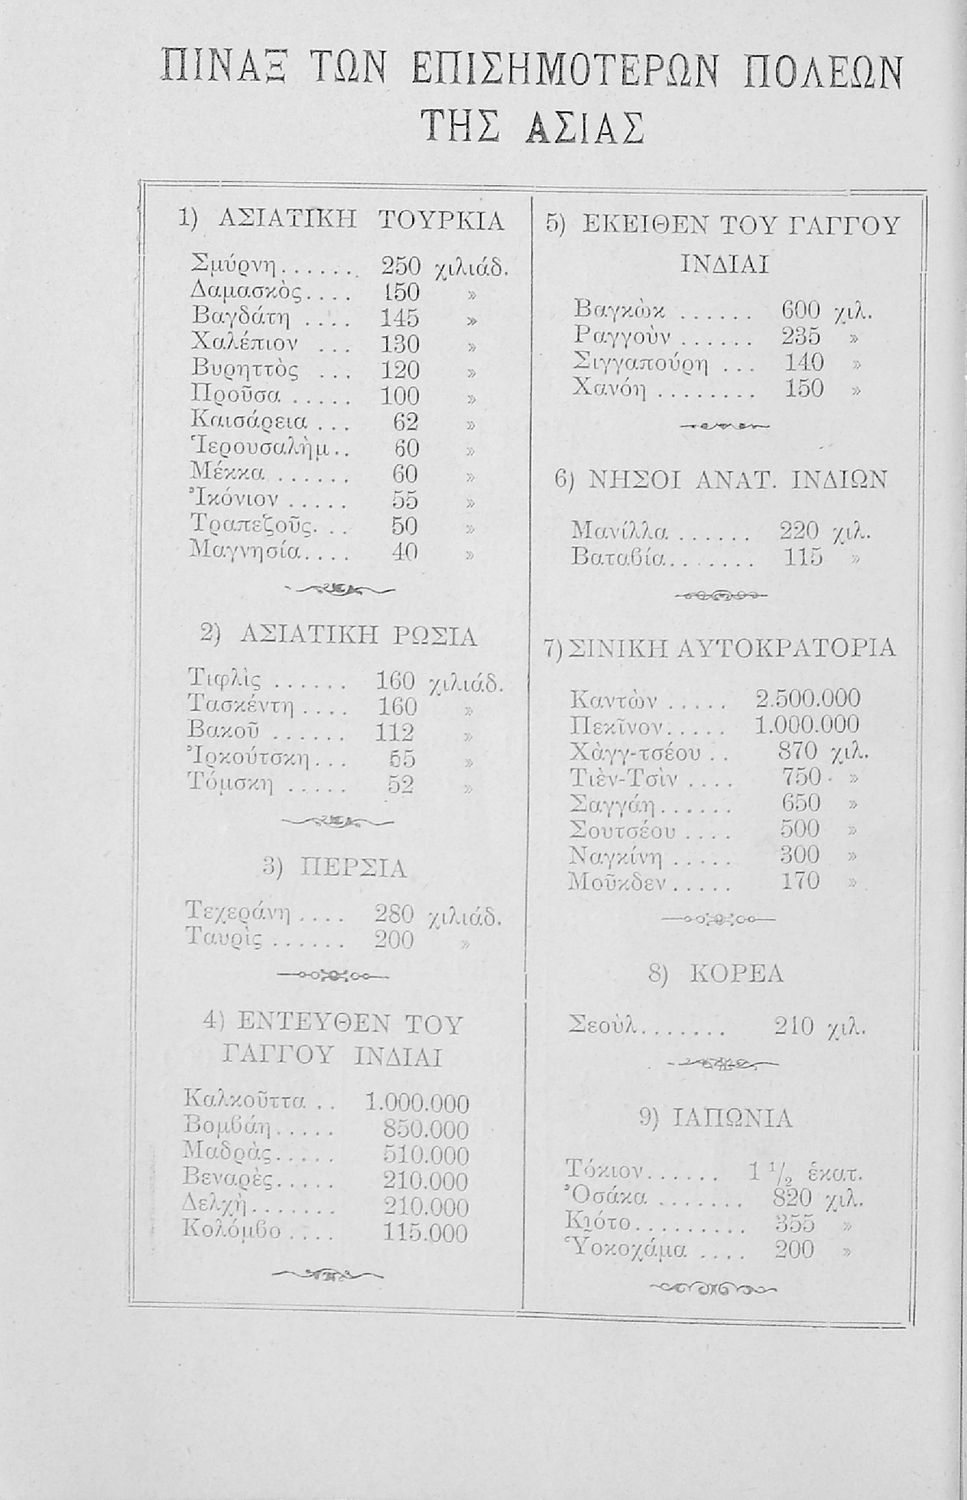 ΠΙΝΑΞ ΤΩΝ ΕΠΙΣΗΜΟΤΕΡΩΝ ΠΟΛΕΩΝ
ΤΗΣ ΑΣΙΑΣ
1) ΑΣΙΑΤΙΚΗ ΤΟΥΡΚΙΑ
Σμύρνη....... 250 χιλιάδ.
Δαμασκὸς.... 150 »
Βαγδάτη .... 145 »
Χαλέπιον ... 130 »
Βυρηττὸς ... 120 »
Προῦσα ..... 100 »
Καισάρεια ... 62 »
Ἱερουσαλὴμ.. 60 »
Μέκκα ...... 60 »
Ἰκόνιον ..... 55 »
Τραπεζοῦς... 50 »
Μαγνησία.... 40 »
2) ΑΣΙΑΤΙΚΗ ΡΩΣΙΑ
Τιφλὶς ...... 160 χιλιάδ.
Τασκέντη .... 160 »
Βακοῦ ...... 112 »
Ἰρκούτσκη... 55 »
Τόμσκη ..... 52 »
3) ΠΕΡΣΙΑ
Τεχεράνη .... 280 χιλιάδ.
Ταυρὶς ...... 200 »
4) ΕΝΤΕΥΘΕΝ ΤΟΥ
ΓΑΓΓΟΥ ΙΝΔΙΑΙ
Καλκοῦττα .. 1.000.000
Βομβάη..... 850.000
Μαδρὰς..... 510.000
Βεναρὲς..... 210.000
Δελχὴ....... 210.000
Κολόμβο .... 115.000
5) ΕΚΕΙΘΕΝ ΤΟΥ ΓΑΓΓΟΥ
ΙΝΔΙΑΙ
Βαγκὼκ ...... 600 χιλ.
Ραγγοὺν ...... 235 »
Σιγγαπούρη ... 140 »
Χανόη ........ 150 »
6) ΝΗΣΟΙ ΑΝΑΤ. ΙΝΔΙΩΝ
Μανίλλα ...... 220 χιλ.
Βαταβία....... 115 »
7) ΣΙΝΙΚΗ ΑΥΤΟΚΡΑΤΟΡΙΑ
Καντὼν ..... 2.500.000
Πεκῖνον..... 1.000.000
Χὰγγ-τσέου .. 870 χιλ.
Τιὲν-Τσὶν .... 750 »
Σαγγάη...... 650 »
Σουτσέου .... 500 »
Ναγκίνη ..... 300 »
Μοῦκδεν..... 170 »
8) ΚΟΡΕΑ
Σεοὺλ....... 210 χιλ.
9) ΙΑΠΩΝΙΑ
Τόκιον...... 1 1/2 ἑκατ.
Ὀσάκα ....... 820 χιλ.
Κιότο......... 355 »
Ὑοκοχάμα .... 200 »